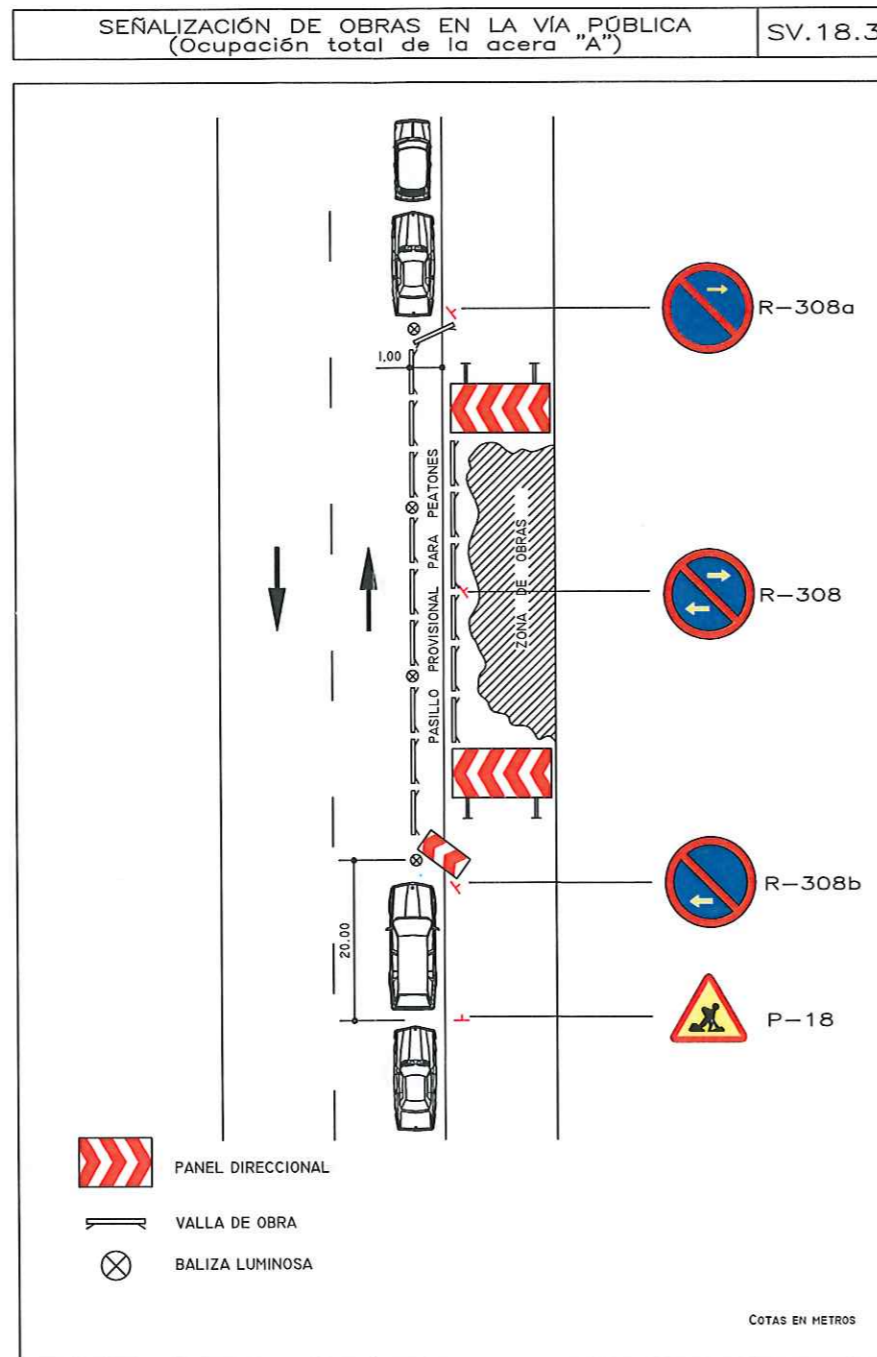 SEÑALIZACIÓN DE OBRAS EN LA VÍA PÚBLICA
(Ocupación total de la acera "A")
SV.18.3
R-308a
1,00
PASILLO PROVISIONAL PARA PEATONES
ZONA DE OBRAS
R-308
R-308b
20.00
P-18
PANEL DIRECCIONAL
VALLA DE OBRA
BALIZA LUMINOSA
COTAS EN METROS